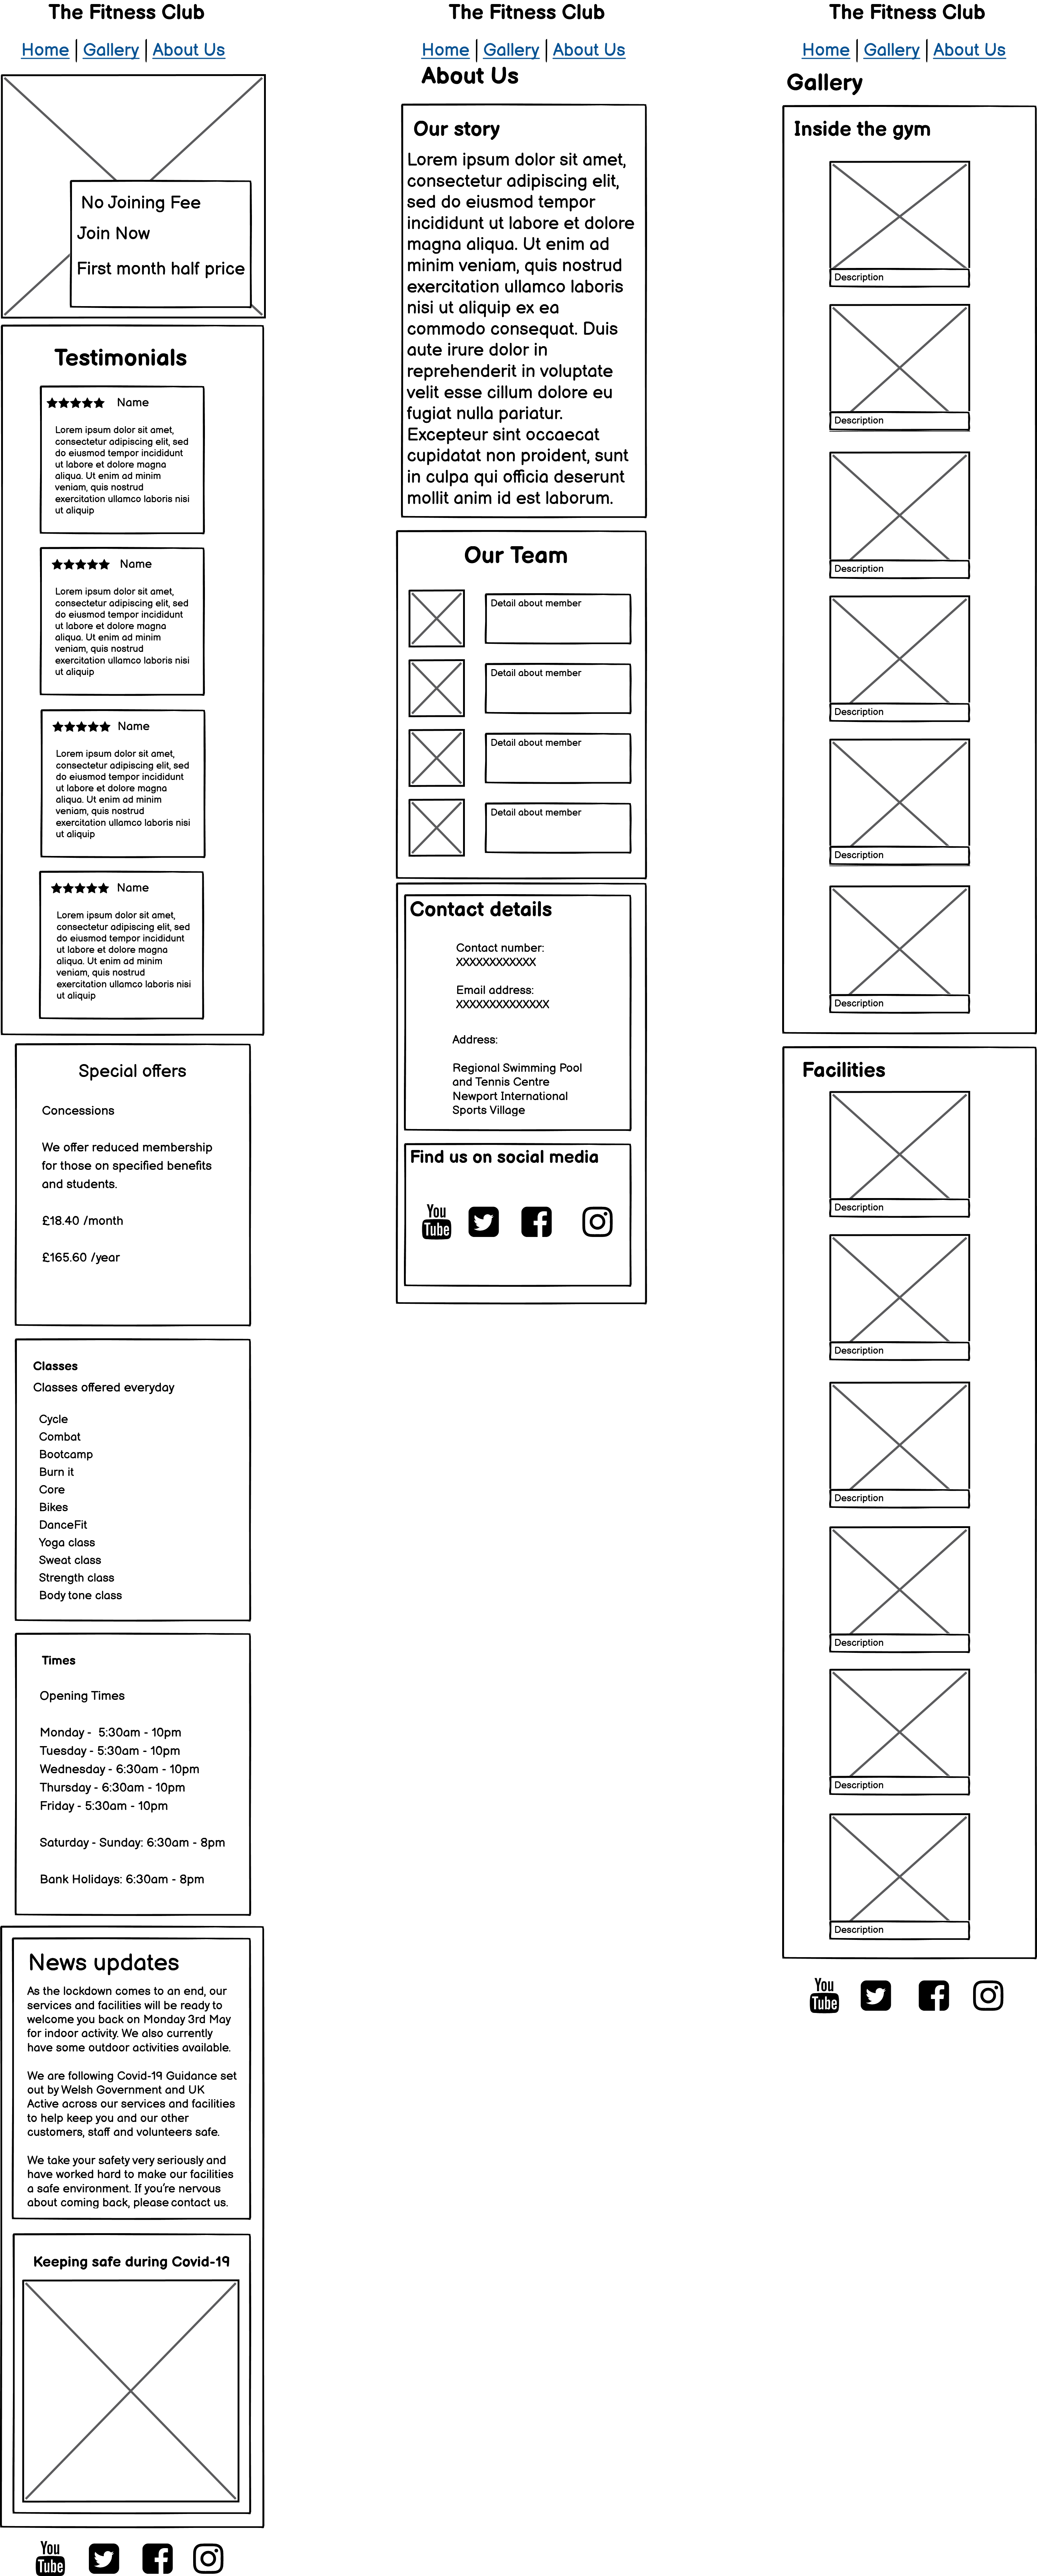 The Fitness Club
Home | Gallery | About Us
No Joining Fee
Join Now
First month half price
Testimonials
★★★★★ Name
Lorem ipsum dolor sit amet,
consectetur adipiscing elit, sed
do eiusmod tempor incididunt
ut labore et dolore magna
aliqua. Ut enim ad minim
veniam, quis nostrud
exercitation ullamco laboris nisi
ut aliquip
★★★★★ Name
Lorem ipsum dolor sit amet,
consectetur adipiscing elit, sed
do eiusmod tempor incididunt
ut labore et dolore magna
aliqua. Ut enim ad minim
veniam, quis nostrud
exercitation ullamco laboris nisi
ut aliquip
★★★★★ Name
Lorem ipsum dolor sit amet,
consectetur adipiscing elit, sed
do eiusmod tempor incididunt
ut labore et dolore magna
aliqua. Ut enim ad minim
veniam, quis nostrud
exercitation ullamco laboris nisi
ut aliquip
★★★★★ Name
Lorem ipsum dolor sit amet,
consectetur adipiscing elit, sed
do eiusmod tempor incididunt
ut labore et dolore magna
aliqua. Ut enim ad minim
veniam, quis nostrud
exercitation ullamco laboris nisi
ut aliquip
Special offers
Concessions
We offer reduced membership
for those on specified benefits
and students.
£18.40 /month
£165.60 /year
Classes
Classes offered everyday
Cycle
Combat
Bootcamp
Burn it
Core
Bikes
DanceFit
Yoga class
Sweat class
Strength class
Body tone class
Times
Opening Times
Monday - 5:30am - 10pm
Tuesday - 5:30am - 10pm
Wednesday - 6:30am - 10pm
Thursday - 6:30am - 10pm
Friday - 5:30am - 10pm
Saturday - Sunday: 6:30am - 8pm
Bank Holidays: 6:30am - 8pm
News updates
As the lockdown comes to an end, our
services and facilities will be ready to
welcome you back on Monday 3rd May
for indoor activity. We also currently
have some outdoor activities available.
We are following Covid-19 Guidance set
out by Welsh Government and UK
Active across our services and facilities
to help keep you and our other
customers, staff and volunteers safe.
We take your safety very seriously and
have worked hard to make our facilities
a safe environment. If you're nervous
about coming back, please contact us.
Keeping safe during Covid-19
You
Tube
The Fitness Club
Home | Gallery | About Us
About Us
Our story
Lorem ipsum dolor sit amet,
consectetur adipiscing elit,
sed do eiusmod tempor
incididunt ut labore et dolore
magna aliqua. Ut enim ad
minim veniam, quis nostrud
exercitation ullamco laboris
nisi ut aliquip ex ea
commodo consequat. Duis
aute irure dolor in
reprehenderit in voluptate
velit esse cillum dolore eu
fugiat nulla pariatur.
Excepteur sint occaecat
cupidatat non proident, sunt
in culpa qui officia deserunt
mollit anim id est laborum.
Our Team
Detail about member
Detail about member
Detail about member
Detail about member
Contact details
Contact number:
XXXXXXXXXXXX
Email address:
XXXXXXXXXXXXXX
Address:
Regional Swimming Pool
and Tennis Centre
Newport International
Sports Village
Find us on social media
You
Tube
The Fitness Club
Home | Gallery | About Us
Gallery
Inside the gym
Description
Description
Description
Description
Description
Description
Facilities
Description
Description
Description
Description
Description
Description
You
Tube